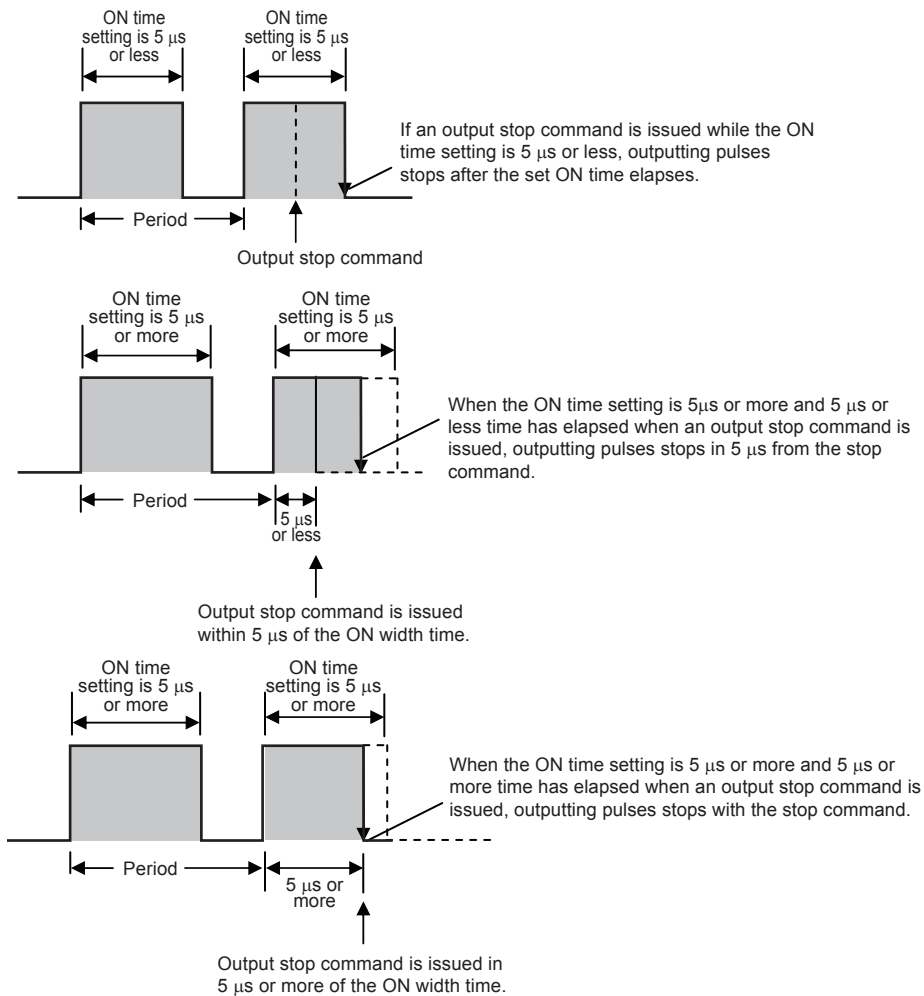 ON time
setting is 5 μs
or less
ON time
setting is 5 μs
or less
If an output stop command is issued while the ON
time setting is 5 μs or less, outputting pulses
stops after the set ON time elapses.
Period
Output stop command
ON time
setting is 5 μs
or more
ON time
setting is 5 μs
or more
When the ON time setting is 5μs or more and 5 μs or
less time has elapsed when an output stop command is
issued, outputting pulses stops in 5 μs from the stop
command.
Period
5 μs
or less
Output stop command is issued
within 5 μs of the ON width time.
ON time
setting is 5 μs
or more
ON time
setting is 5 μs
or more
When the ON time setting is 5 μs or more and 5 μs or
more time has elapsed when an output stop command is
issued, outputting pulses stops with the stop command.
Period
5 μs or
more
Output stop command is issued in
5 μs or more of the ON width time.